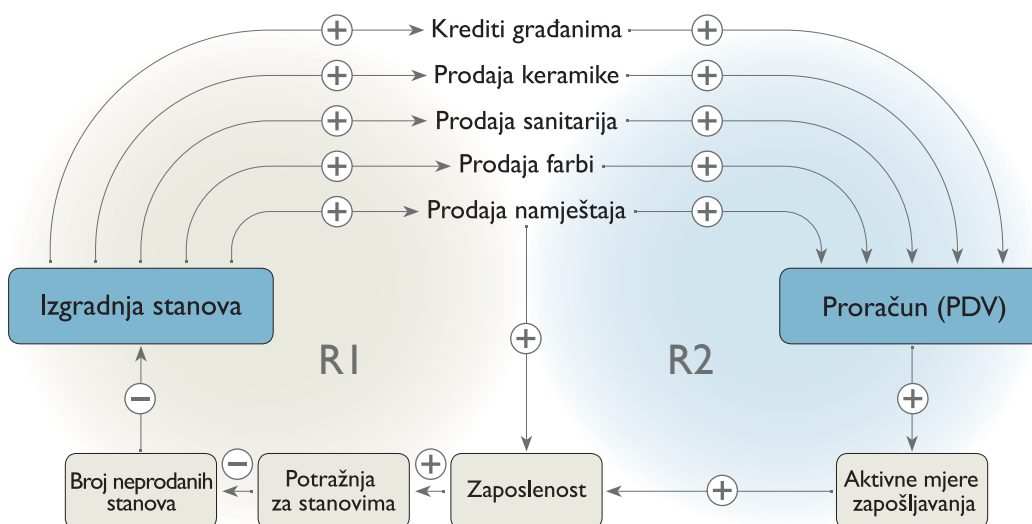 Krediti građanima
Prodaja keramike
Prodaja sanitarija
Prodaja farbi
Prodaja namještaja
Izgradnja stanova
Proračun (PDV)
R1
R2
Broj neprodanih
stanova
Potražnja
za stanovima
Zaposlenost
Aktivne mjere
zapošljavanja